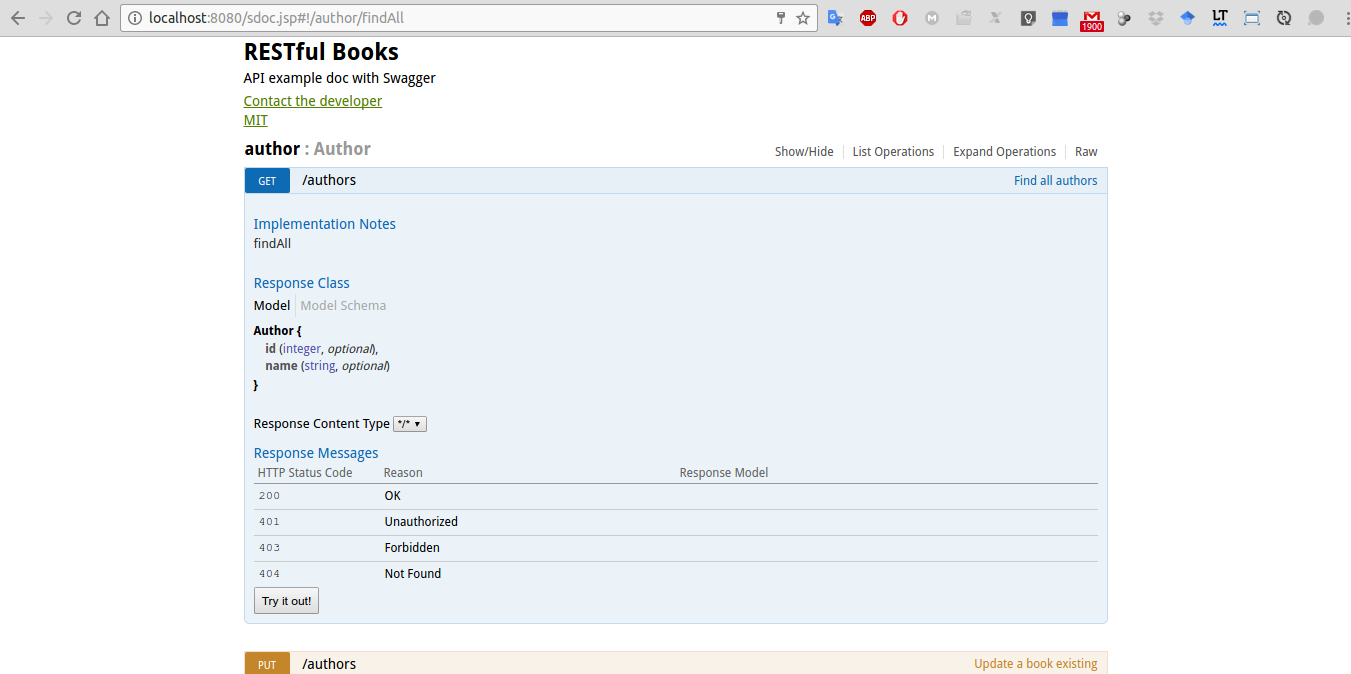 localhost:8080/sdoc.jsp#!/author/findAll
ABP
M
1900
LT
RESTful Books
API example doc with Swagger
Contact the developer
MIT
author : Author
Show/Hide
List Operations
Expand Operations
Raw
GET /authors Find all authors
Implementation Notes
findAll
Response Class
Model Model Schema
Author {
id (integer, optional),
name (string, optional)
}
Response Content Type */*
Response Messages
HTTP Status Code Reason Response Model
200 OK
401 Unauthorized
403 Forbidden
404 Not Found
Try it out!
PUT /authors Update a book existing